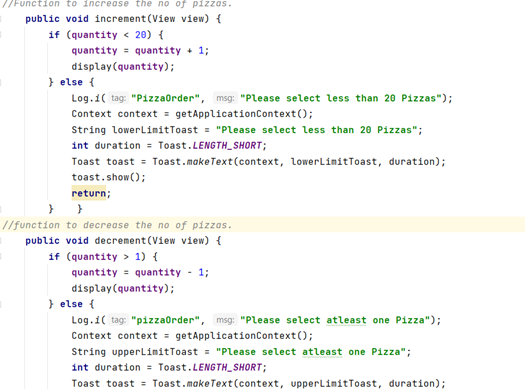 //Function to increase the no of pizzas.
public void increment(View view) {
if (quantity < 20) {
quantity = quantity + 1;
display(quantity);
} else {
Log.i( tag: "PizzaOrder", msg: "Please select less than 20 Pizzas");
Context context = getApplicationContext();
String lowerLimitToast = "Please select less than 20 Pizzas";
int duration = Toast.LENGTH_SHORT;
Toast toast = Toast.makeText(context, lowerLimitToast, duration);
toast.show();
return;
} }
//function to decrease the no of pizzas.
public void decrement(View view) {
if (quantity > 1) {
quantity = quantity - 1;
display(quantity);
} else {
Log.i( tag: "pizzaOrder", msg: "Please select atleast one Pizza");
Context context = getApplicationContext();
String upperLimitToast = "Please select atleast one Pizza";
int duration = Toast.LENGTH_SHORT;
Toast toast = Toast.makeText(context, upperLimitToast, duration);